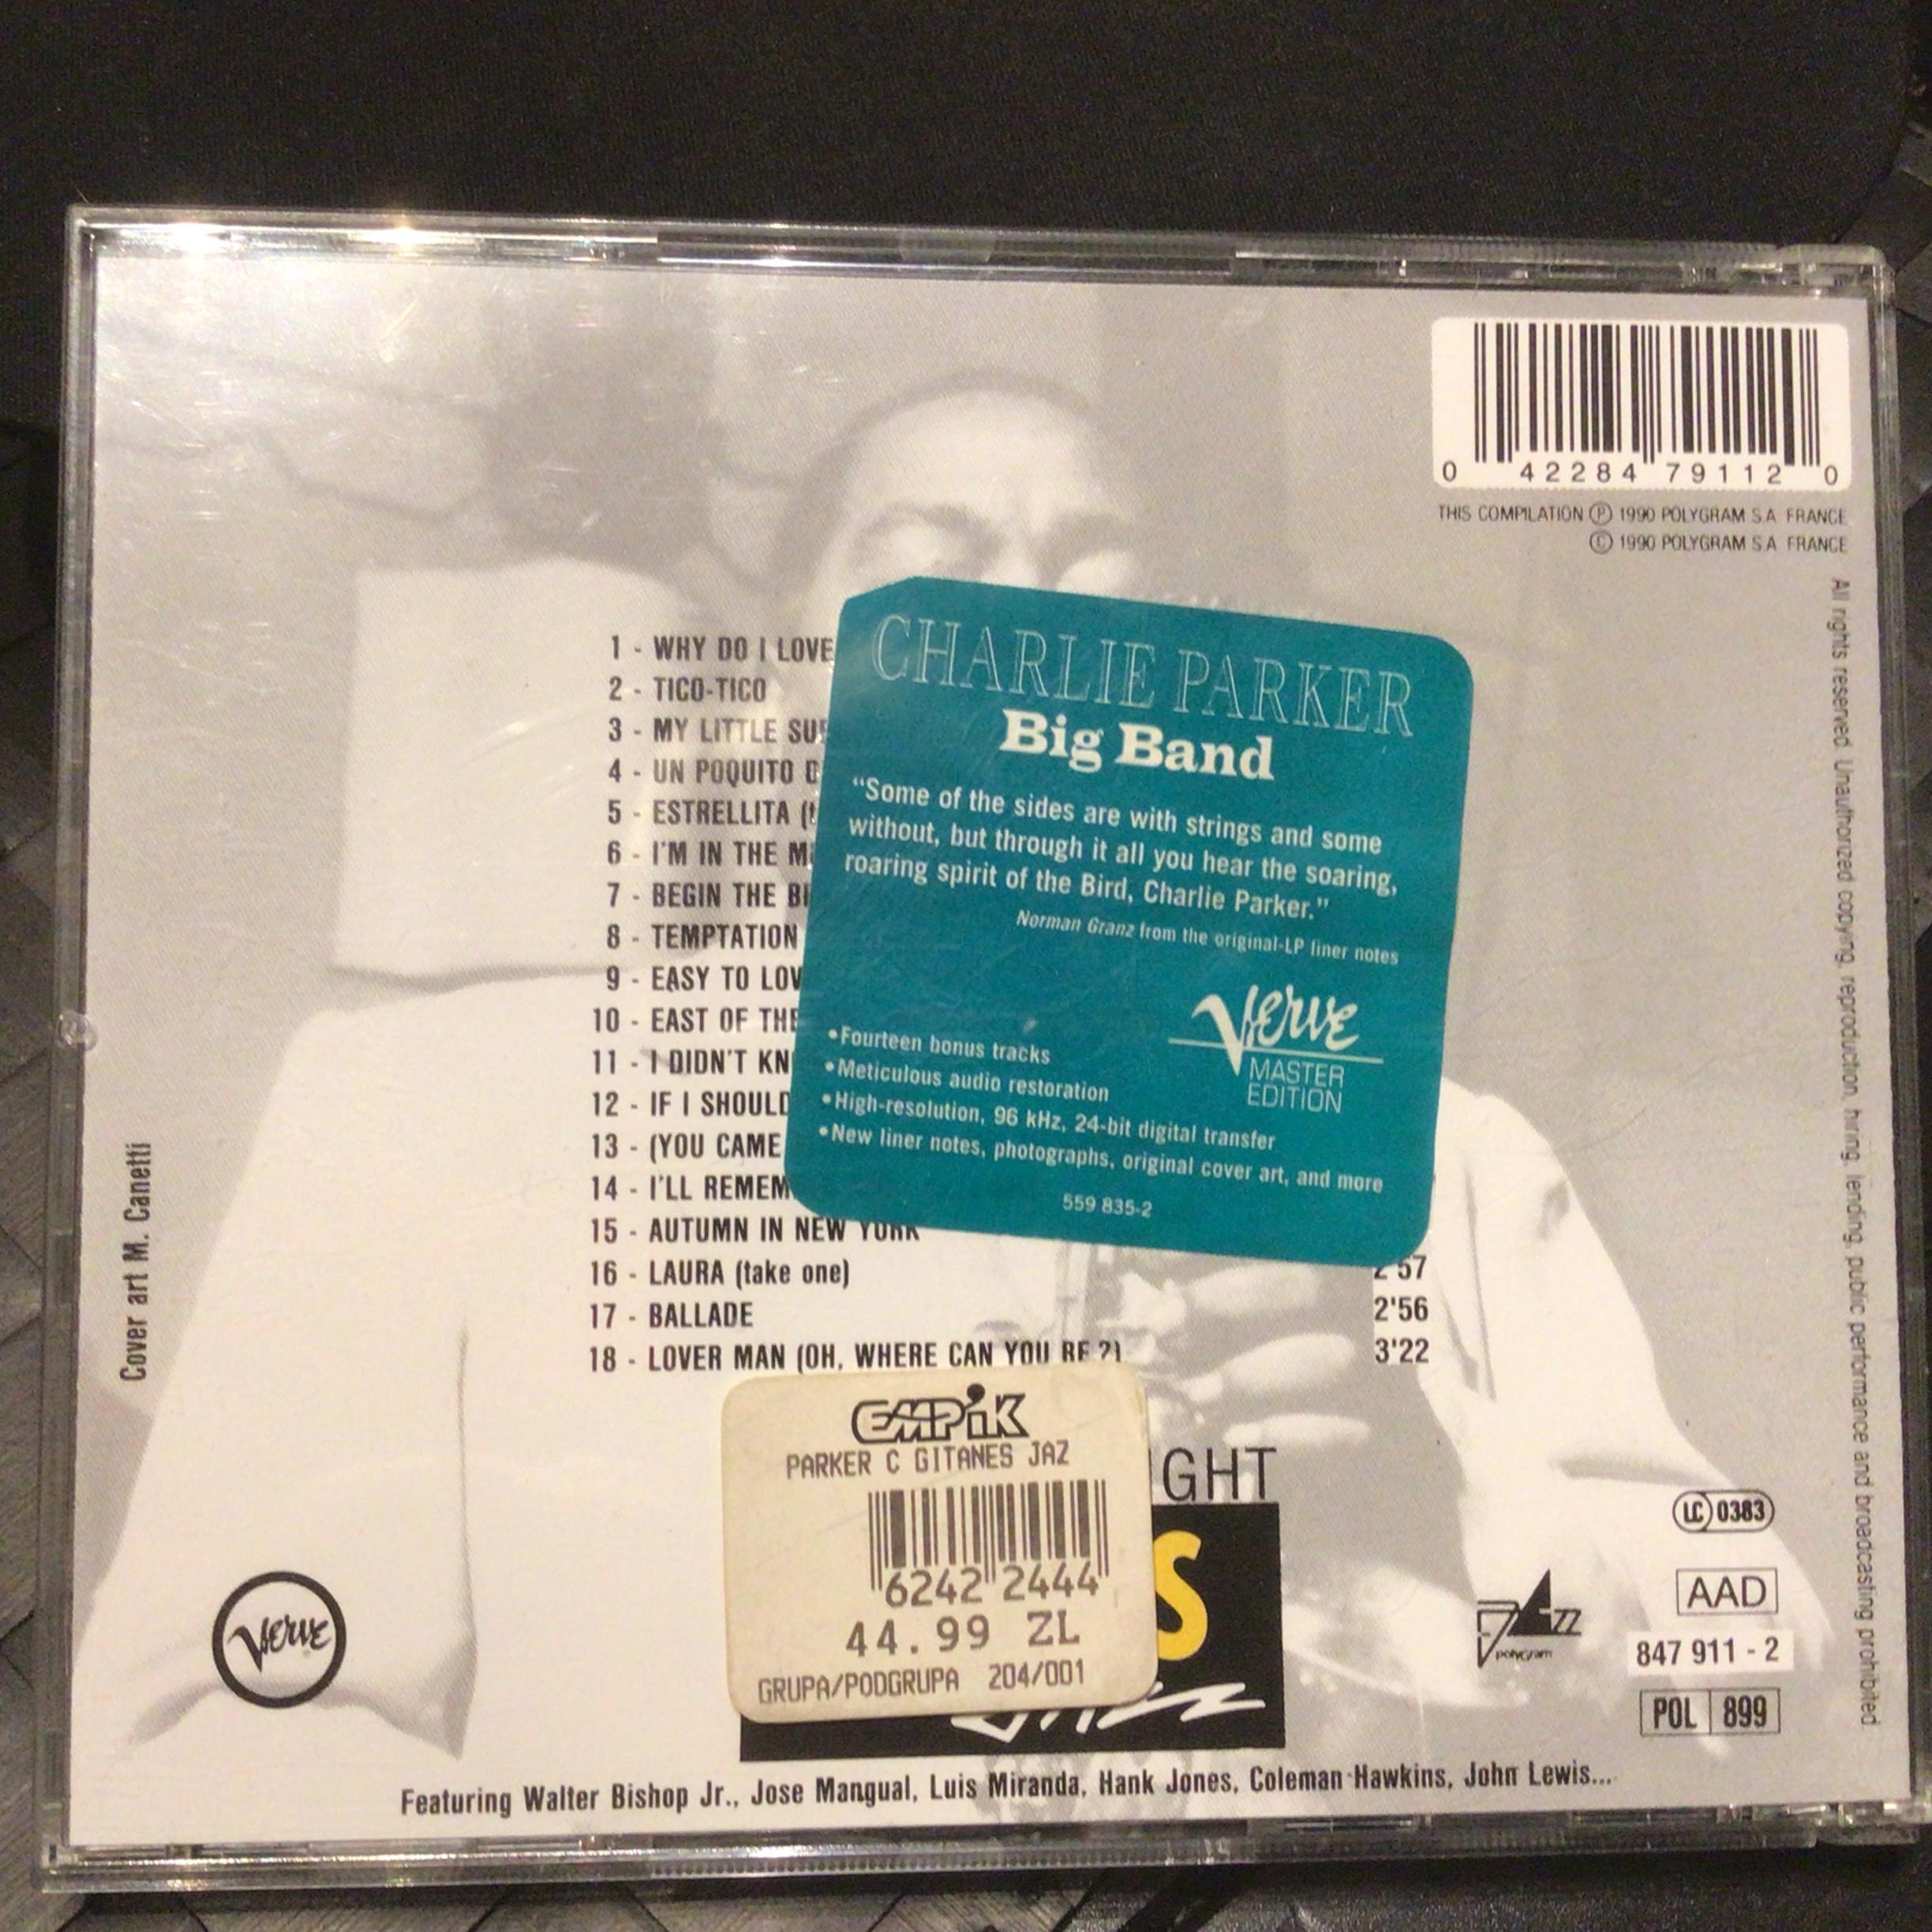 0 42284 79112 0
THIS COMPILATION Ⓟ 1990 POLYGRAM S.A. FRANCE
© 1990 POLYGRAM S.A. FRANCE
All rights reserved. Unauthorized copying, reproduction, hiring, lending, public performance and broadcasting prohibited
1 - WHY DO I LOVE
2 - TICO-TICO
3 - MY LITTLE
4 - UN POQUITO
5 - ESTRELLITA
6 - I'M IN THE
7 - BEGIN THE
8 - TEMPTATION
9 - EASY TO
10 - EAST OF THE
11 - I DIDN'T
12 - IF I SHOULD
13 - (YOU CAME
14 - I'LL
15 - AUTUMN IN NEW YORK
16 - LAURA (take one) 2'57
17 - BALLADE 2'56
18 - LOVER MAN (OH, WHERE CAN YOU BE ?) 3'22
CHARLIE PARKER
Big Band
“Some of the sides are with strings and some
without, but through it all you hear the soaring,
roaring spirit of the Bird, Charlie Parker.”
Norman Granz from the original-LP liner notes
Verve
MASTER
EDITION
•Fourteen bonus tracks
•Meticulous audio restoration
•High-resolution, 96 kHz, 24-bit digital transfer
•New liner notes, photographs, original cover art, and more
559 835-2
Cover art M. Canetti
EMPiK
PARKER C GITANES JAZ
6242 2444
44.99 ZL
GRUPA/PODGRUPA 204/001
IGHT
S
JAZZ
Verve
LC 0383
JAZZ
polygram
AAD
847 911 - 2
POL 899
Featuring Walter Bishop Jr., Jose Mangual, Luis Miranda, Hank Jones, Coleman Hawkins, John Lewis...